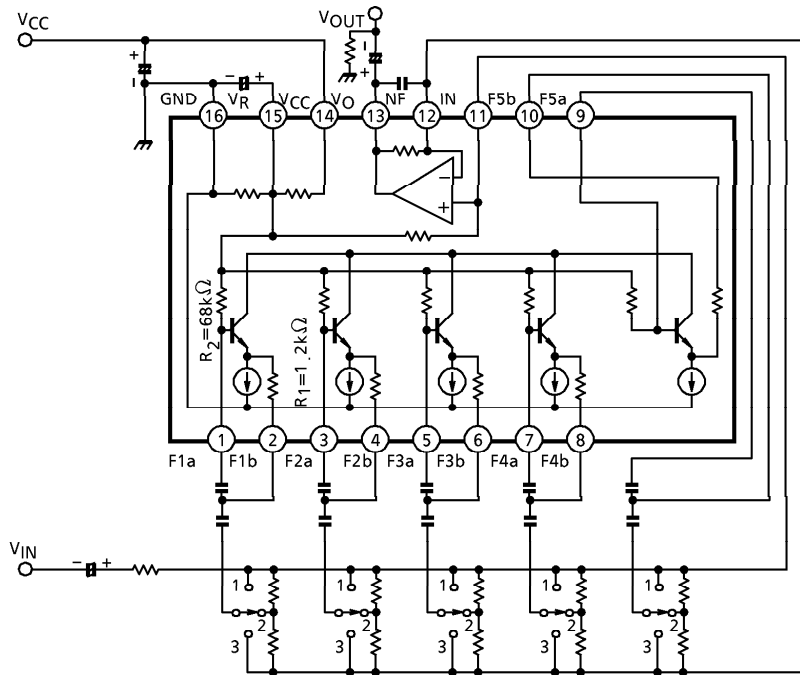 VCC
VOUT
+
−
− +
−
+
GND VR VCC VO NF IN F5b F5a
16 15 14 13 12 11 10 9
−
+
R2=68kΩ
R1=1.2kΩ
1 2 3 4 5 6 7 8
F1a F1b F2a F2b F3a F3b F4a F4b
VIN
− +
1 1 1 1 1
2 2 2 2 2
3 3 3 3 3